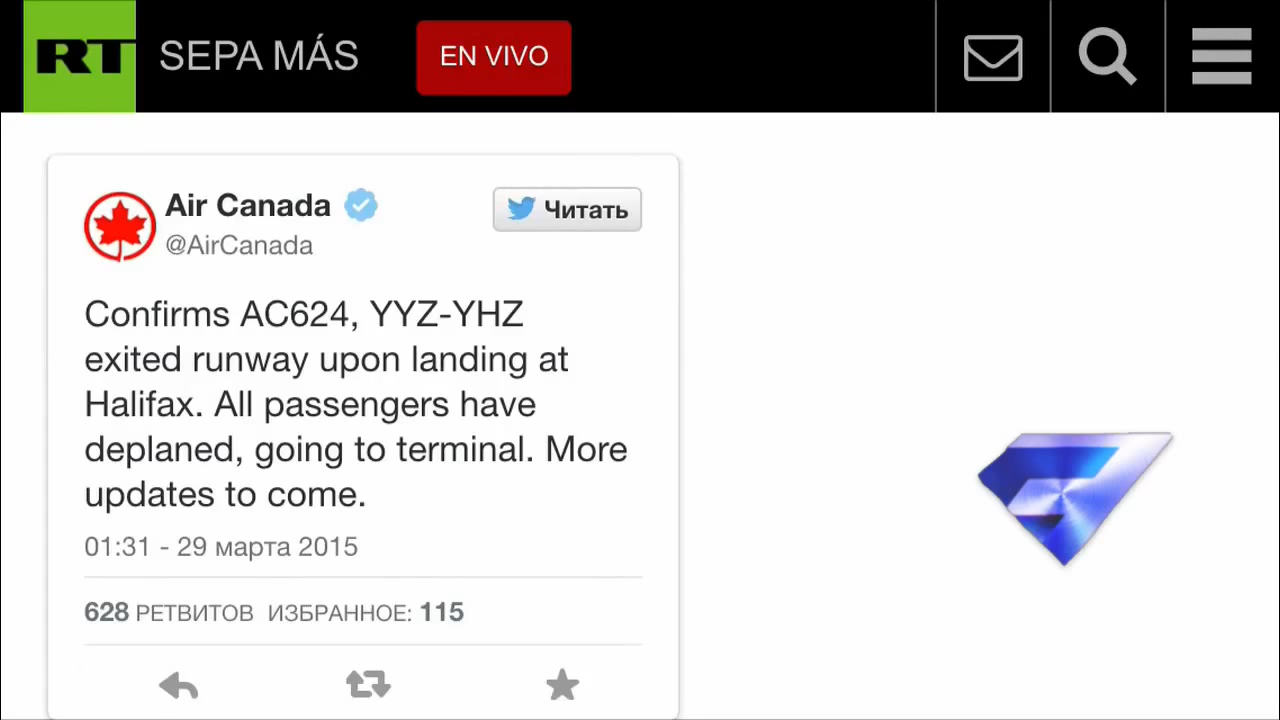 RT SEPA MÁS EN VIVO
Air Canada
@AirCanada
Читать
Confirms AC624, YYZ-YHZ
exited runway upon landing at
Halifax. All passengers have
deplaned, going to terminal. More
updates to come.
01:31 - 29 марта 2015
628 РЕТВИТОВ ИЗБРАННОЕ: 115